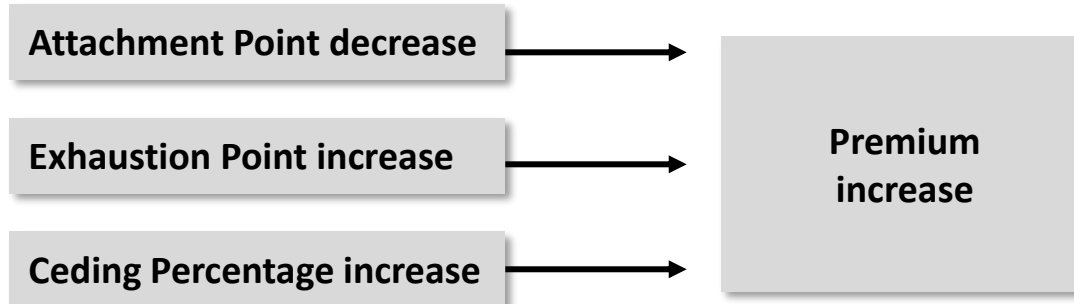 Attachment Point decrease
Exhaustion Point increase
Ceding Percentage increase
Premium
increase